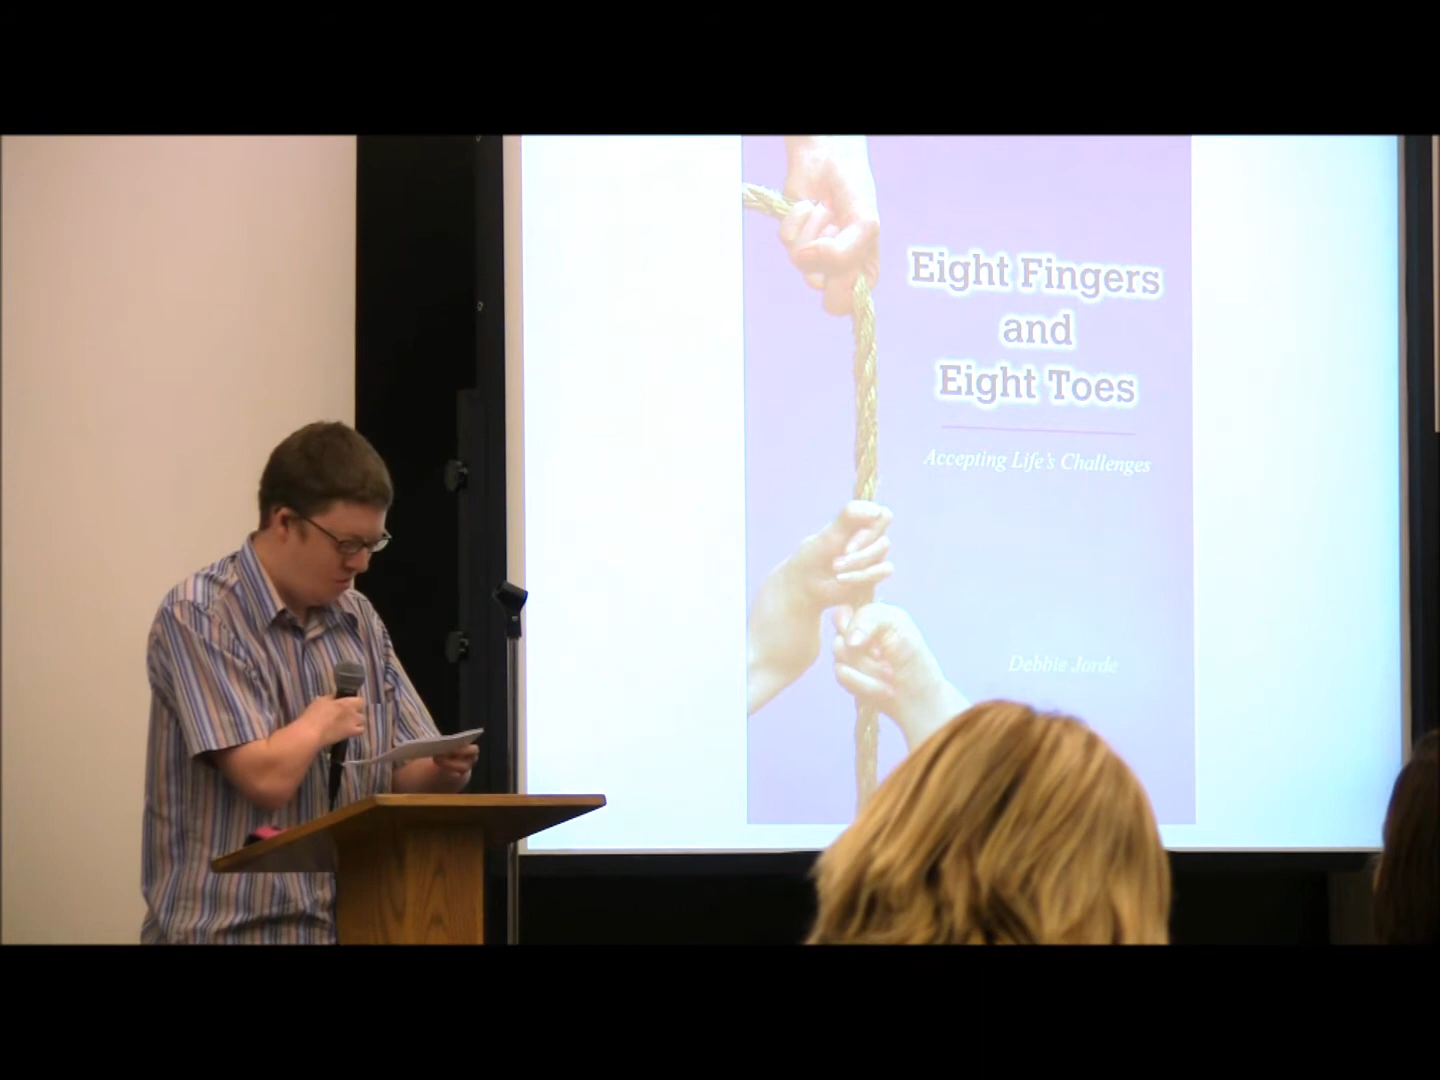 Eight Fingers
and
Eight Toes
Accepting Life's Challenges
Debbie Jorde